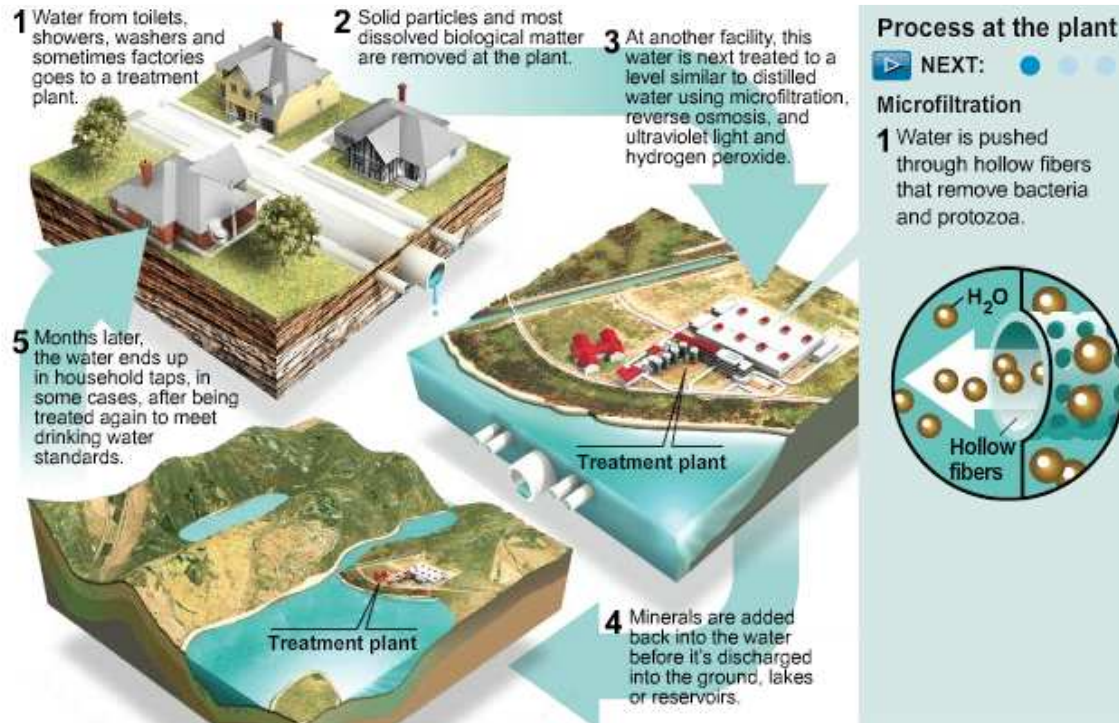 1 Water from toilets,
showers, washers and
sometimes factories
goes to a treatment
plant.
2 Solid particles and most
dissolved biological matter
are removed at the plant.
3 At another facility, this
water is next treated to a
level similar to distilled
water using microfiltration,
reverse osmosis, and
ultraviolet light and
hydrogen peroxide.
Treatment plant
4 Minerals are added
back into the water
before it's discharged
into the ground, lakes
or reservoirs.
Treatment plant
5 Months later,
the water ends up
in household taps, in
some cases, after being
treated again to meet
drinking water
standards.
Process at the plant
NEXT:
Microfiltration
1 Water is pushed
through hollow fibers
that remove bacteria
and protozoa.
H2O
Hollow
fibers